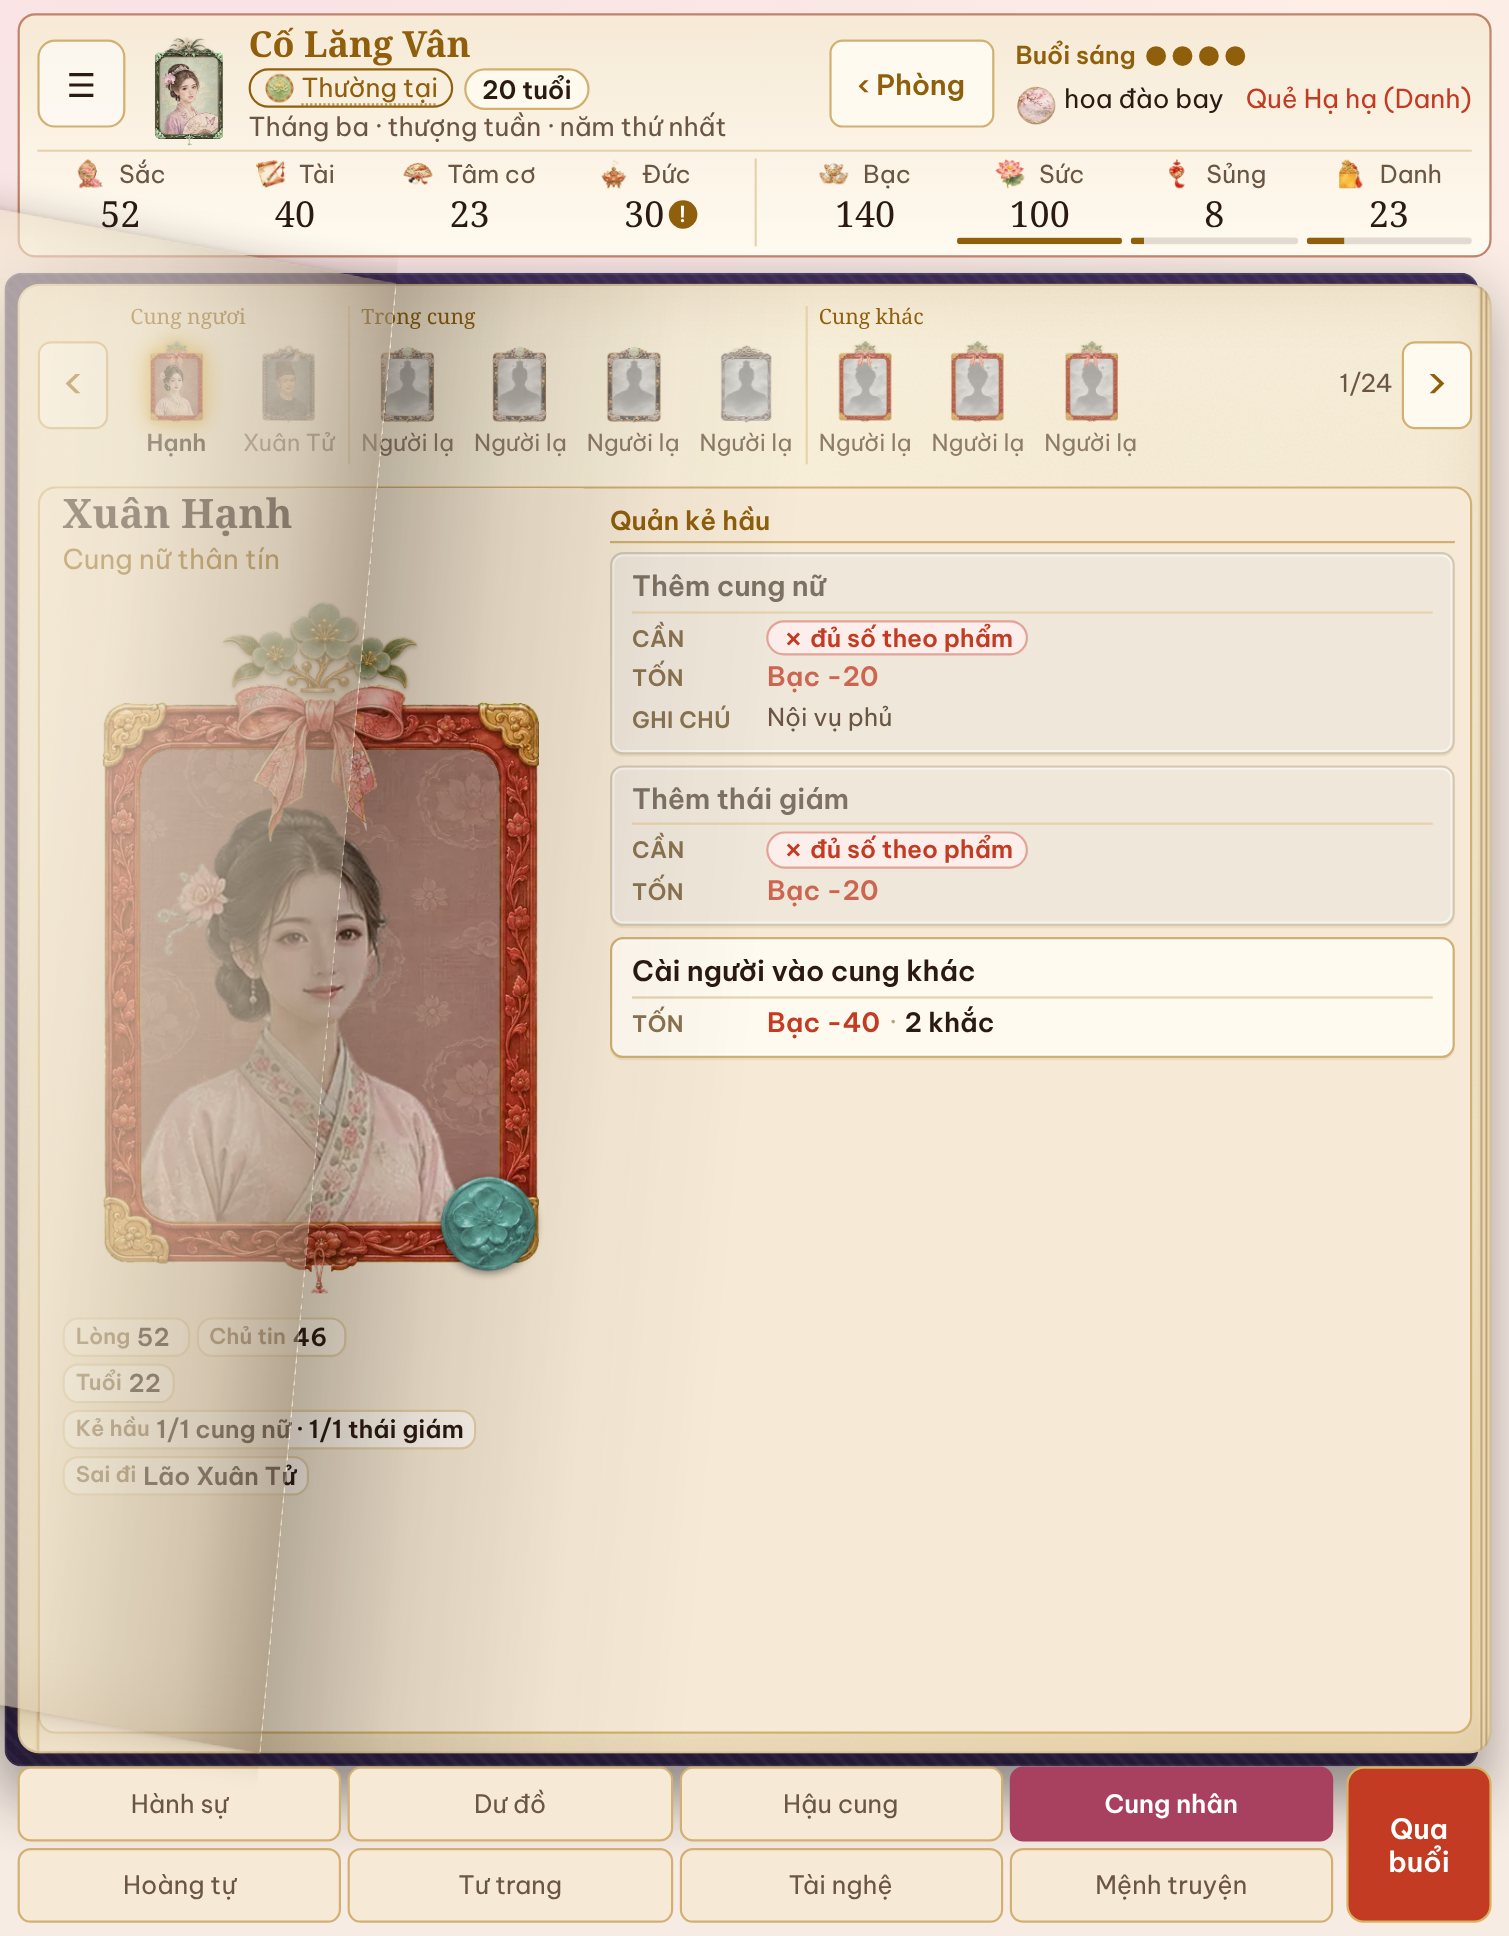 ☰
Cố Lăng Vân
Thường tại
20 tuổi
Tháng ba · thượng tuần · năm thứ nhất
‹ Phòng
Buổi sáng
hoa đào bay
Quẻ Hạ hạ (Danh)
Sắc
52
Tài
40
Tâm cơ
23
Đức
30 !
Bạc
140
Sức
100
Sủng
8
Danh
23
Cung ngươi
Trong cung
Cung khác
Hạnh
Xuân Tử
Người lạ
Người lạ
Người lạ
Người lạ
Người lạ
Người lạ
Người lạ
1/24
Xuân Hạnh
Cung nữ thân tín
Lòng 52
Chủ tin 46
Tuổi 22
Kẻ hầu 1/1 cung nữ · 1/1 thái giám
Sai đi Lão Xuân Tử
Quản kẻ hầu
Thêm cung nữ
CẦN × đủ số theo phẩm
TỐN Bạc -20
GHI CHÚ Nội vụ phủ
Thêm thái giám
CẦN × đủ số theo phẩm
TỐN Bạc -20
Cài người vào cung khác
TỐN Bạc -40 · 2 khắc
Hành sự
Dư đồ
Hậu cung
Cung nhân
Hoàng tự
Tư trang
Tài nghệ
Mệnh truyện
Qua
buổi